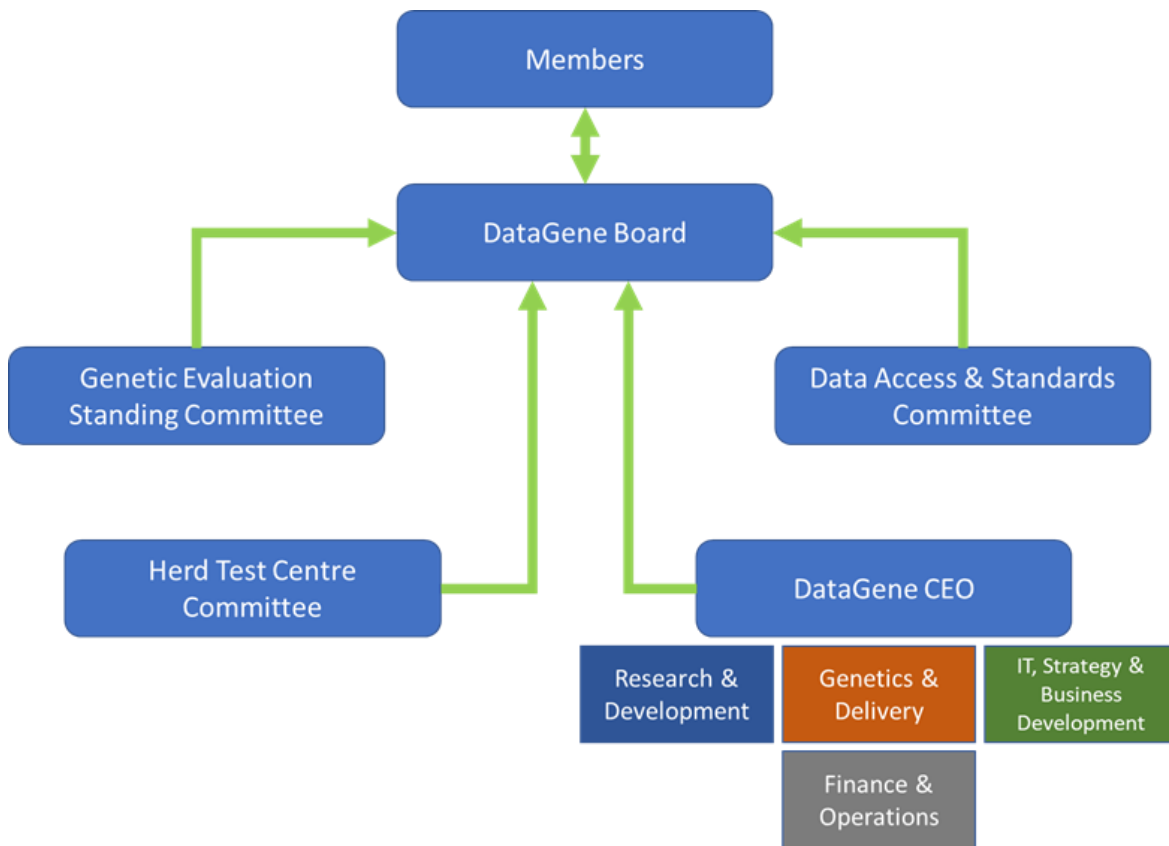 Members
DataGene Board
Genetic Evaluation
Standing Committee
Data Access & Standards
Committee
Herd Test Centre
Committee
DataGene CEO
Research &
Development
Genetics &
Delivery
IT, Strategy &
Business
Development
Finance &
Operations